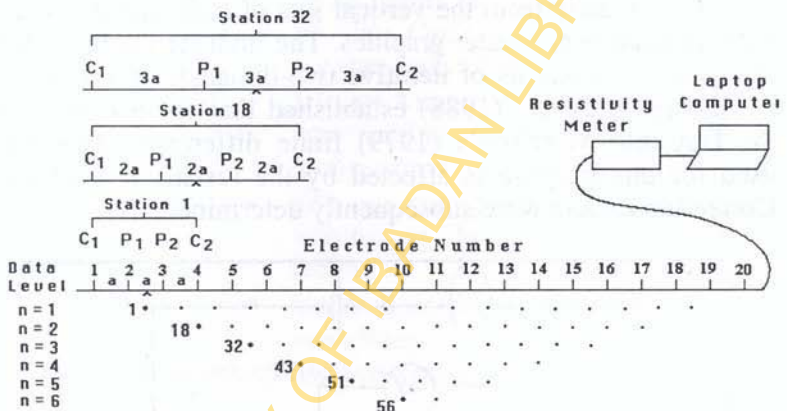 Station 32
C1 3a P1 3a P2 3a C2
Laptop
Computer
Resistivity
Meter
Station 18
C1 2a P1 2a P2 2a C2
Station 1
C1 P1 P2 C2
Electrode Number
Data
Level
1 2 3 4 5 6 7 8 9 10 11 12 13 14 15 16 17 18 19 20
a a a
n = 1 1
n = 2 18
n = 3 32
n = 4 43
n = 5 51
n = 6 56
OF IBADAN LIBR